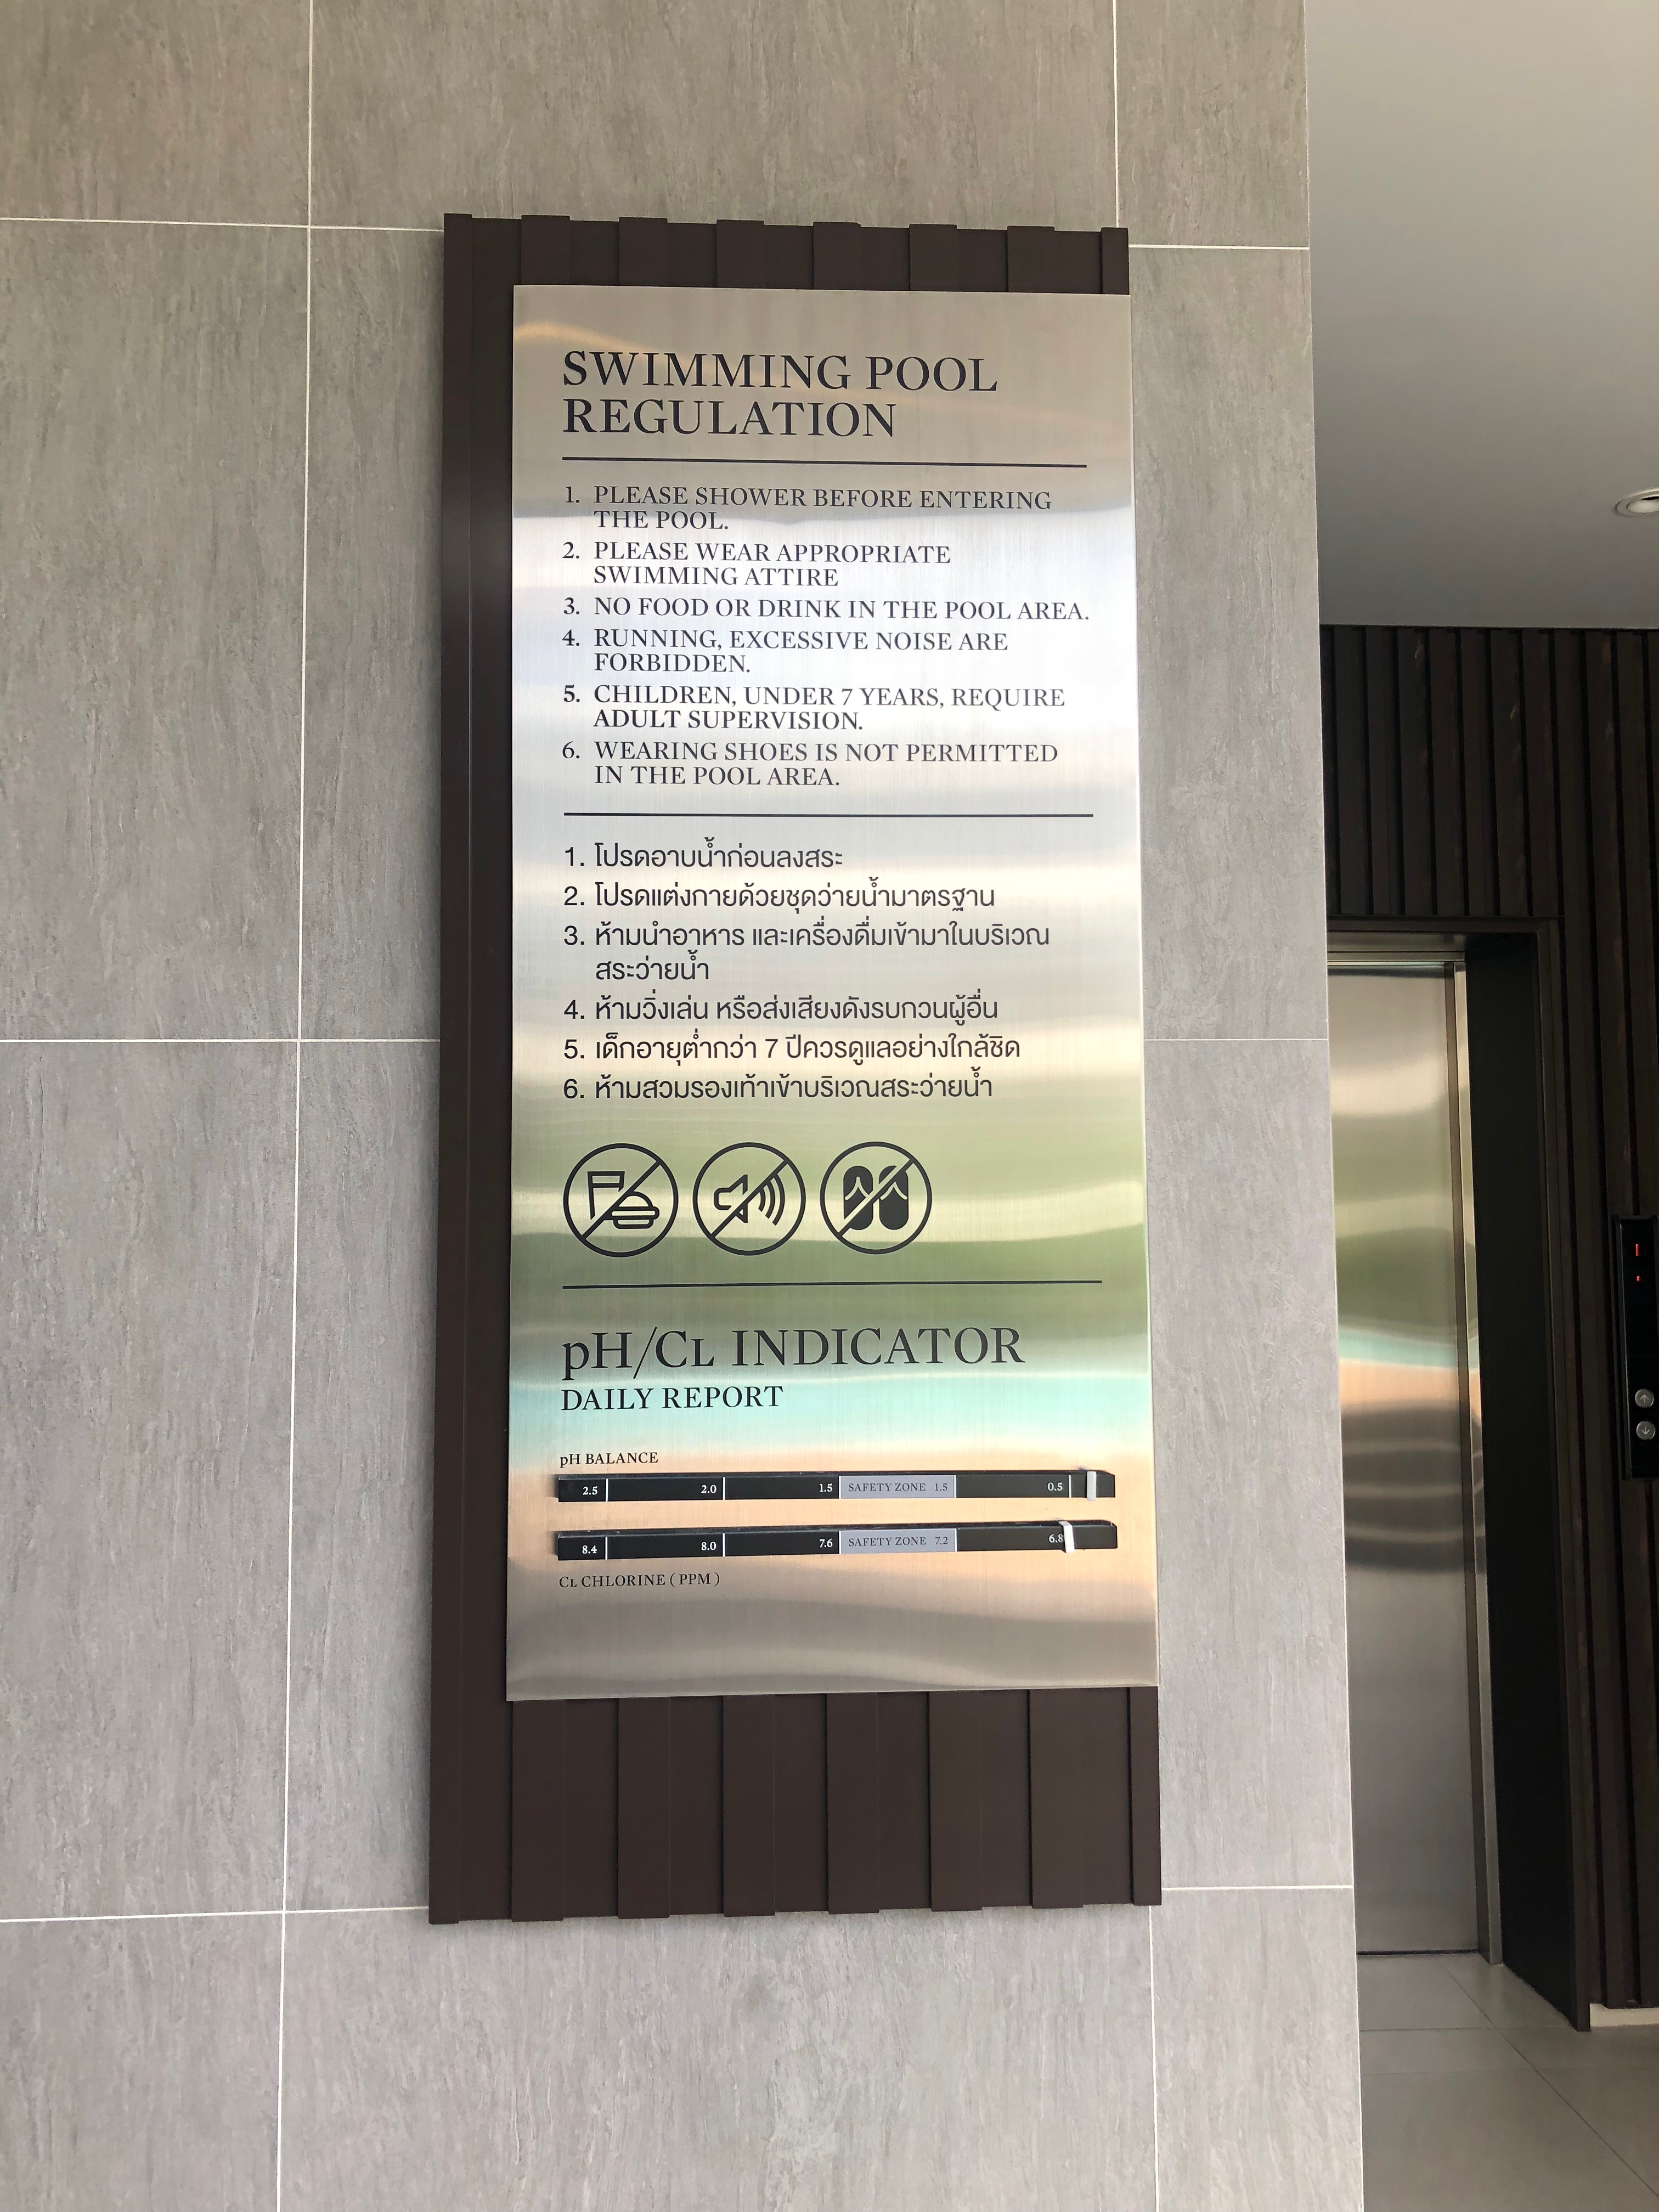 SWIMMING POOL
REGULATION
1. PLEASE SHOWER BEFORE ENTERING
THE POOL.
2. PLEASE WEAR APPROPRIATE
SWIMMING ATTIRE
3. NO FOOD OR DRINK IN THE POOL AREA.
4. RUNNING, EXCESSIVE NOISE ARE
FORBIDDEN.
5. CHILDREN, UNDER 7 YEARS, REQUIRE
ADULT SUPERVISION.
6. WEARING SHOES IS NOT PERMITTED
IN THE POOL AREA.
1. โปรดอาบน้ำก่อนลงสระ
2. โปรดแต่งกายด้วยชุดว่ายน้ำมาตรฐาน
3. ห้ามนำอาหาร และเครื่องดื่มเข้ามาในบริเวณ
สระว่ายน้ำ
4. ห้ามวิ่งเล่น หรือส่งเสียงดังรบกวนผู้อื่น
5. เด็กอายุต่ำกว่า 7 ปีควรดูแลอย่างใกล้ชิด
6. ห้ามสวมรองเท้าเข้าบริเวณสระว่ายน้ำ
pH/CL INDICATOR
DAILY REPORT
pH BALANCE
2.5 2.0 1.5 SAFETY ZONE 1.5 0.5
8.4 8.0 7.6 SAFETY ZONE 7.2 6.8
CL CHLORINE ( PPM )